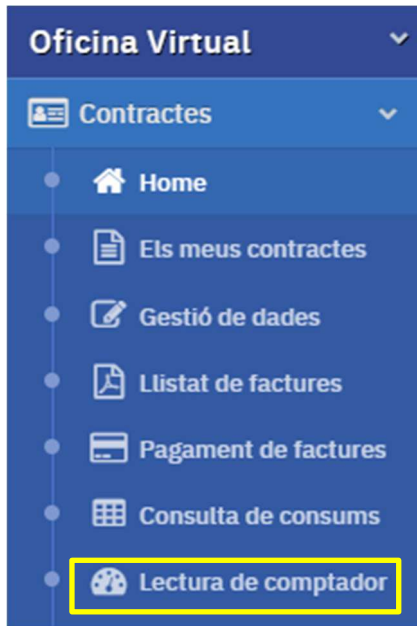 Oficina Virtual
Contractes
Home
Els meus contractes
Gestió de dades
Llistat de factures
Pagament de factures
Consulta de consums
Lectura de comptador